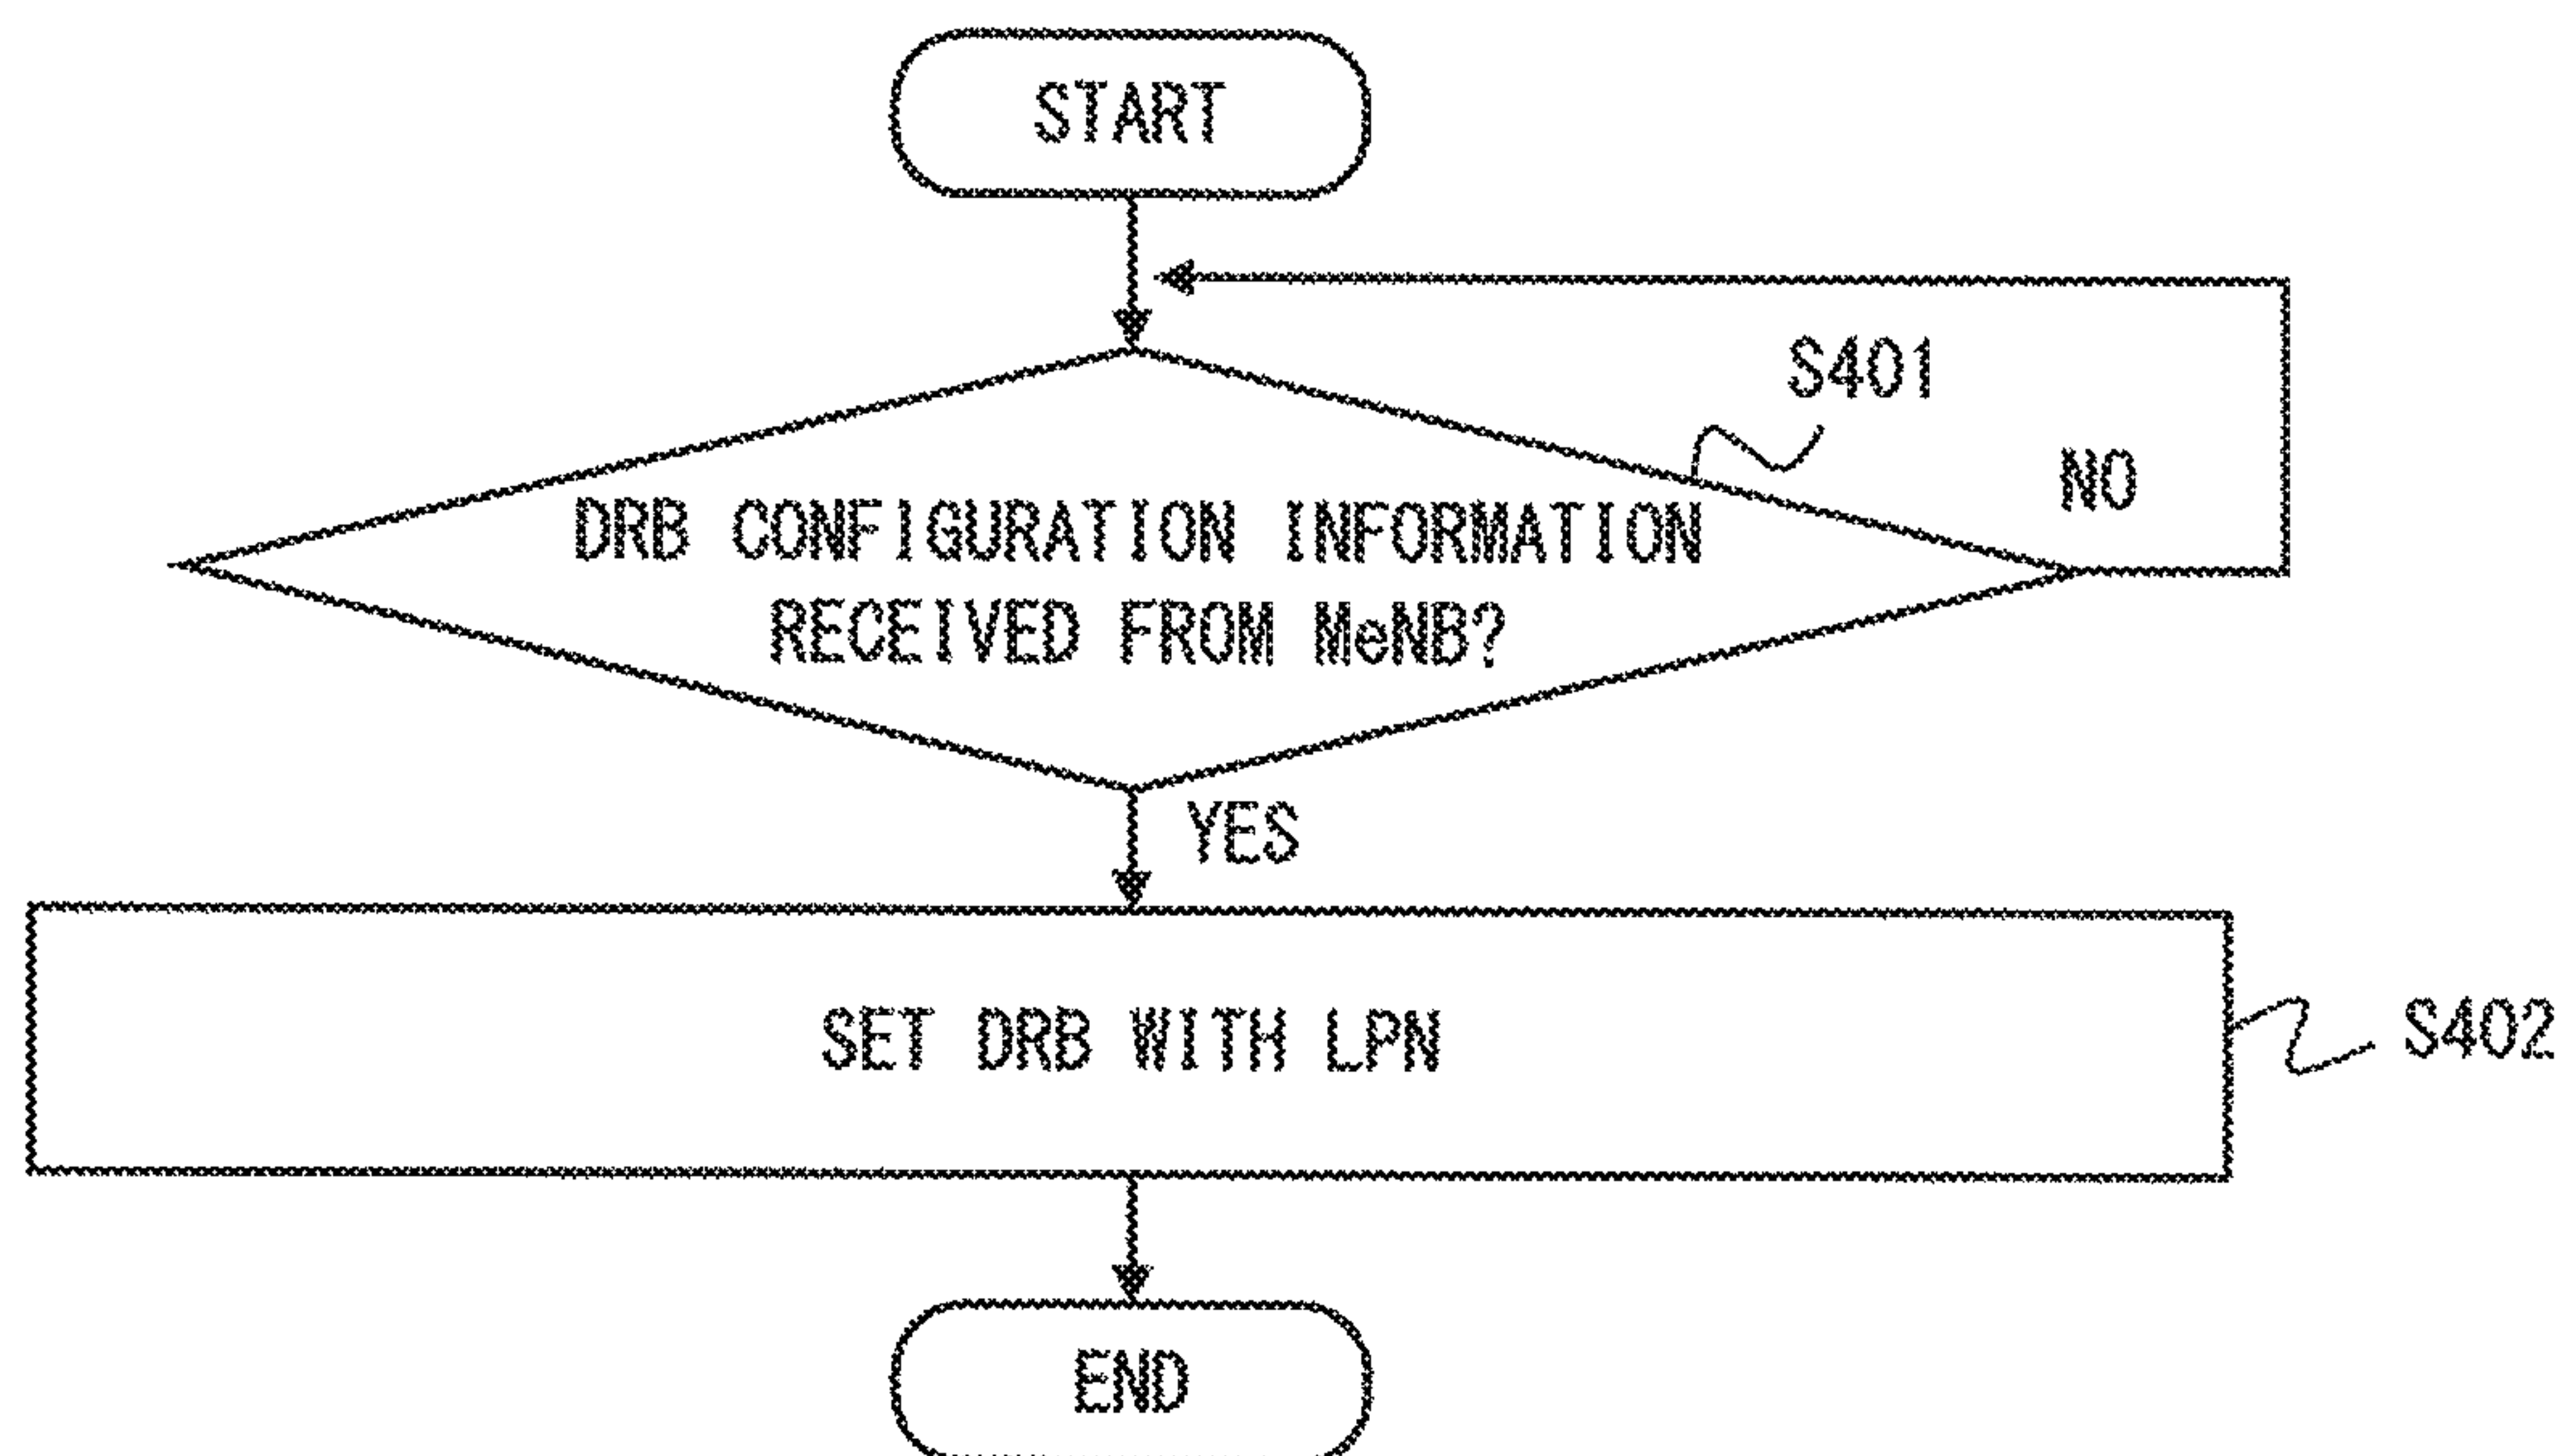 START
S401
NO
DRB CONFIGURATION INFORMATION
RECEIVED FROM MeNB?
YES
SET DRB WITH LPN
S402
END